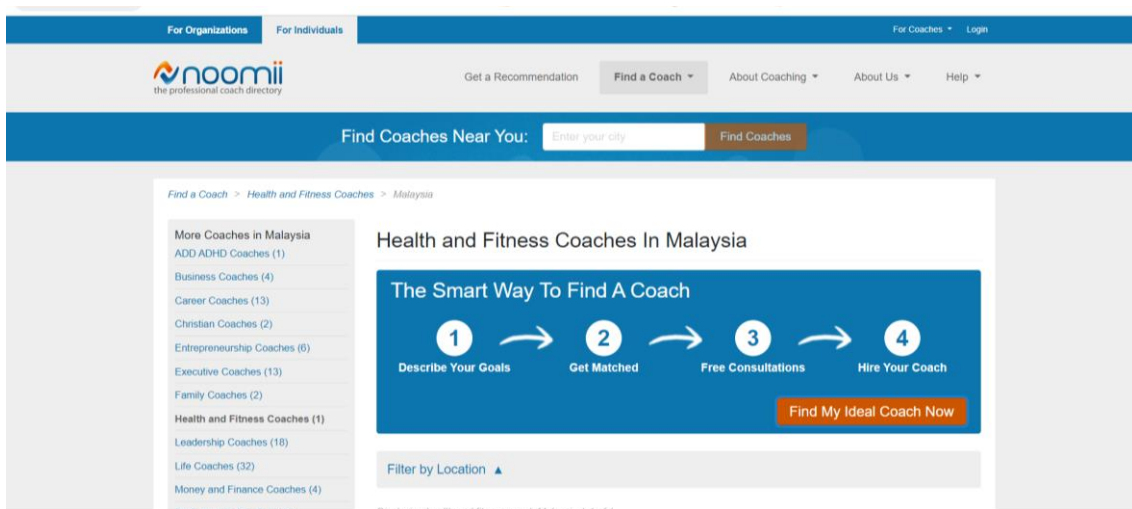 For Organizations For Individuals For Coaches Login
noomii
the professional coach directory
Get a Recommendation Find a Coach About Coaching About Us Help
Find Coaches Near You: Enter your city Find Coaches
Find a Coach > Health and Fitness Coaches > Malaysia
More Coaches in Malaysia
ADD ADHD Coaches (1)
Business Coaches (4)
Career Coaches (13)
Christian Coaches (2)
Entrepreneurship Coaches (6)
Executive Coaches (13)
Family Coaches (2)
Health and Fitness Coaches (1)
Leadership Coaches (18)
Life Coaches (32)
Money and Finance Coaches (4)
Health and Fitness Coaches In Malaysia
The Smart Way To Find A Coach
1 2 3 4
Describe Your Goals Get Matched Free Consultations Hire Your Coach
Find My Ideal Coach Now
Filter by Location ▲